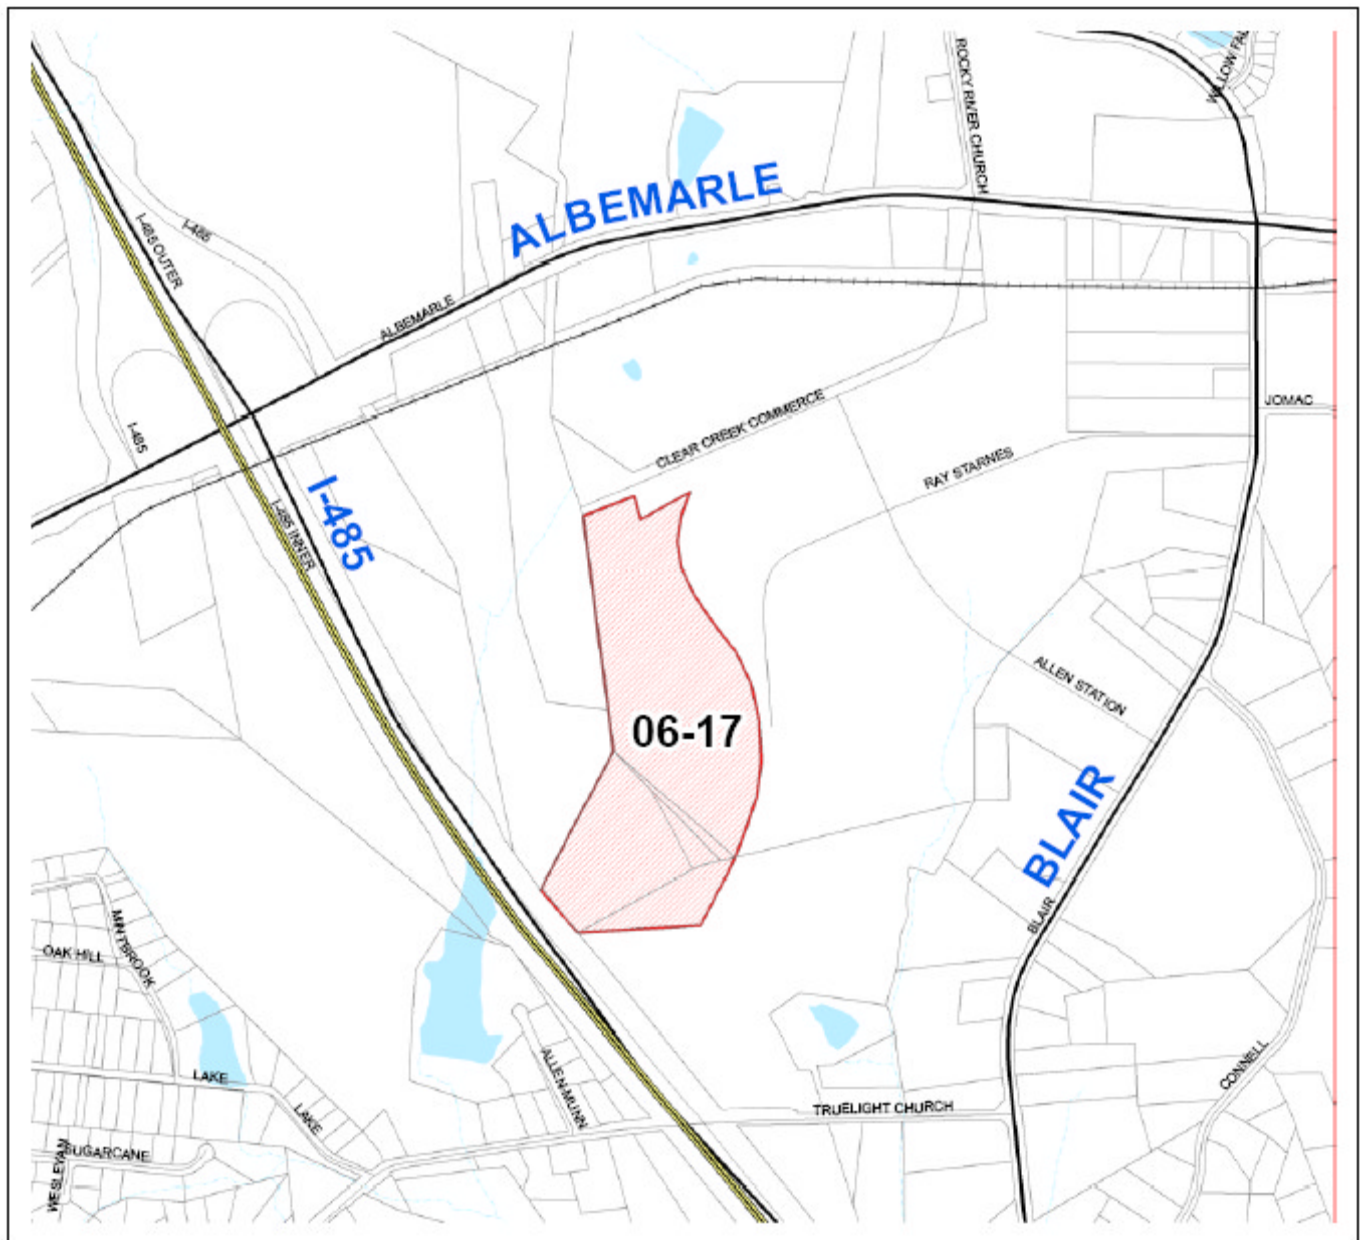 WILLOW
ROCKY RIVER CHURCH
ALBEMARLE
I-485
I-485 OUTER
ALBEMARLE
CLEAR CREEK COMMERCE
JOMAC
I-485
RAY STARNES
I-485
I-485 INNER
ALLEN STATION
06-17
BLAIR
BLAIR
MINTBROOK
OAK HILL
LAKE
LAKE
ALLEN-MUNN
CONNELL
TRUELIGHT CHURCH
SUGARCANE
WESLEYAN